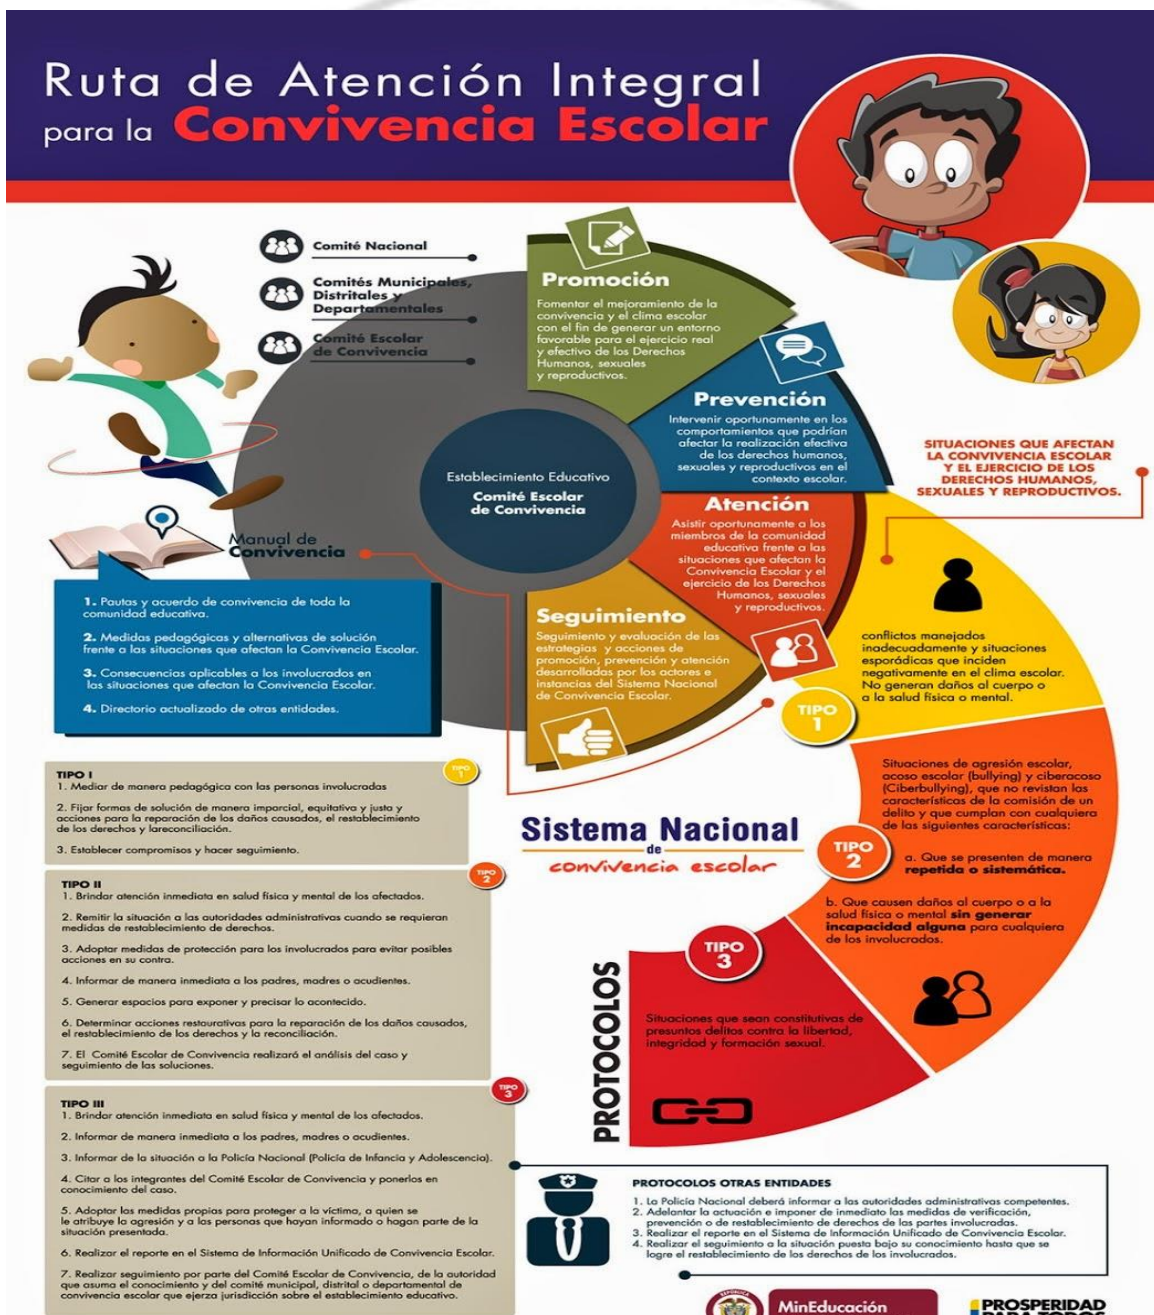 Ruta de Atención Integral
para la Convivencia Escolar
Comité Nacional
Comités Municipales,
Distritales y
Departamentales
Comité Escolar
de Convivencia
Promoción
Fomentar el mejoramiento de la
convivencia y el clima escolar
con el fin de generar un entorno
favorable para el ejercicio real
y efectivo de los Derechos
Humanos, sexuales
y reproductivos.
Prevención
Intervenir oportunamente en los
comportamientos que podrían
afectar la realización efectiva
de los derechos humanos,
sexuales y reproductivos en el
contexto escolar.
Establecimiento Educativo
Comité Escolar
de Convivencia
Atención
Asistir oportunamente a los
miembros de la comunidad
educativa frente a las
situaciones que afectan la
Convivencia Escolar y el
ejercicio de los Derechos
Humanos, sexuales
y reproductivos.
Seguimiento
Seguimiento y evaluación de las
estrategias y acciones de
promoción, prevención y atención
desarrolladas por los actores e
instancias del Sistema Nacional
de Convivencia Escolar.
SITUACIONES QUE AFECTAN
LA CONVIVENCIA ESCOLAR
Y EL EJERCICIO DE LOS
DERECHOS HUMANOS,
SEXUALES Y REPRODUCTIVOS.
Manual de
Convivencia
1. Pautas y acuerdo de convivencia de toda la
comunidad educativa.
2. Medidas pedagógicas y alternativas de solución
frente a las situaciones que afectan la Convivencia Escolar.
3. Consecuencias aplicables a los involucrados en
las situaciones que afectan la Convivencia Escolar.
4. Directorio actualizado de otras entidades.
conflictos manejados
inadecuadamente y situaciones
esporádicas que inciden
negativamente en el clima escolar.
No generan daños al cuerpo o
a la salud física o mental.
TIPO
1
Situaciones de agresión escolar,
acoso escolar (bullying) y ciberacoso
(Ciberbullying), que no revistan las
características de la comisión de un
delito y que cumplan con cualquiera
de las siguientes características:
TIPO
2
a. Que se presenten de manera
repetida o sistemática.
b. Que causen daños al cuerpo o a la
salud física o mental sin generar
incapacidad alguna para cualquiera
de los involucrados.
Sistema Nacional
de
convivencia escolar
TIPO
3
Situaciones que sean constitutivas de
presuntos delitos contra la libertad,
integridad y formación sexual.
PROTOCOLOS
TIPO
1
TIPO I
1. Mediar de manera pedagógica con las personas involucradas
2. Fijar formas de solución de manera imparcial, equitativa y justa y
acciones para la reparación de los daños causados, el restablecimiento
de los derechos y lareconciliación.
3. Establecer compromisos y hacer seguimiento.
TIPO
2
TIPO II
1. Brindar atención inmediata en salud física y mental de los afectados.
2. Remitir la situación a las autoridades administrativas cuando se requieran
medidas de restablecimiento de derechos.
3. Adoptar medidas de protección para los involucrados para evitar posibles
acciones en su contra.
4. Informar de manera inmediata a los padres, madres o acudientes.
5. Generar espacios para exponer y precisar lo acontecido.
6. Determinar acciones restaurativas para la reparación de los daños causados,
el restablecimiento de los derechos y la reconciliación.
7. El Comité Escolar de Convivencia realizará el análisis del caso y
seguimiento de las soluciones.
TIPO
3
TIPO III
1. Brindar atención inmediata en salud física y mental de los afectados.
2. Informar de manera inmediata a los padres, madres o acudientes.
3. Informar de la situación a la Policía Nacional (Policía de Infancia y Adolescencia).
4. Citar a los integrantes del Comité Escolar de Convivencia y ponerlos en
conocimiento del caso.
5. Adoptar las medidas propias para proteger a la víctima, a quien se
le atribuye la agresión y a las personas que hayan informado o hagan parte de la
situación presentada.
6. Realizar el reporte en el Sistema de Información Unificado de Convivencia Escolar.
7. Realizar seguimiento por parte del Comité Escolar de Convivencia, de la autoridad
que asuma el conocimiento y del comité municipal, distrital o departamental de
convivencia escolar que ejerza jurisdicción sobre el establecimiento educativo.
PROTOCOLOS OTRAS ENTIDADES
1. La Policía Nacional deberá informar a las autoridades administrativas competentes.
2. Adelantar la actuación e imponer de inmediato las medidas de verificación,
prevención o de restablecimiento de derechos de las partes involucradas.
3. Realizar el reporte en el Sistema de Información Unificado de Convivencia Escolar.
4. Realizar el seguimiento a la situación puesta bajo su conocimiento hasta que se
logre el restablecimiento de los derechos de los involucrados.
MinEducación
PROSPERIDAD
PARA TODOS